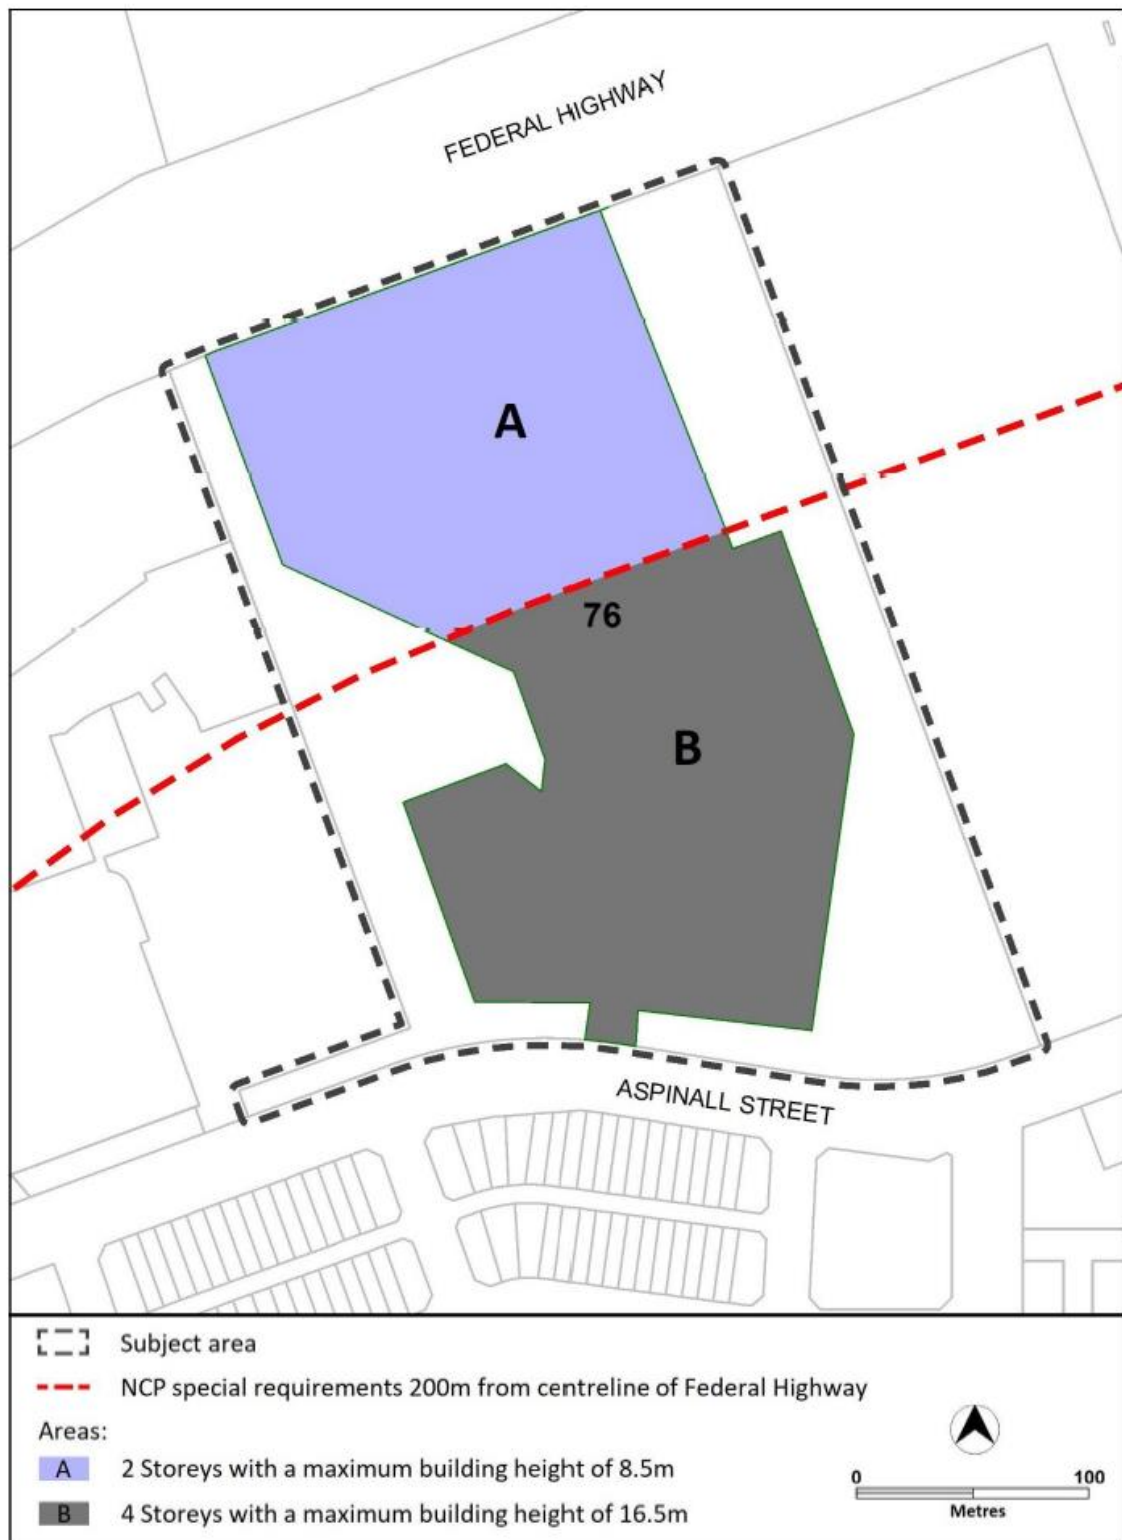 FEDERAL HIGHWAY
A
76
B
ASPINALL STREET
Subject area
NCP special requirements 200m from centreline of Federal Highway
Areas:
A 2 Storeys with a maximum building height of 8.5m
B 4 Storeys with a maximum building height of 16.5m
0 100
Metres